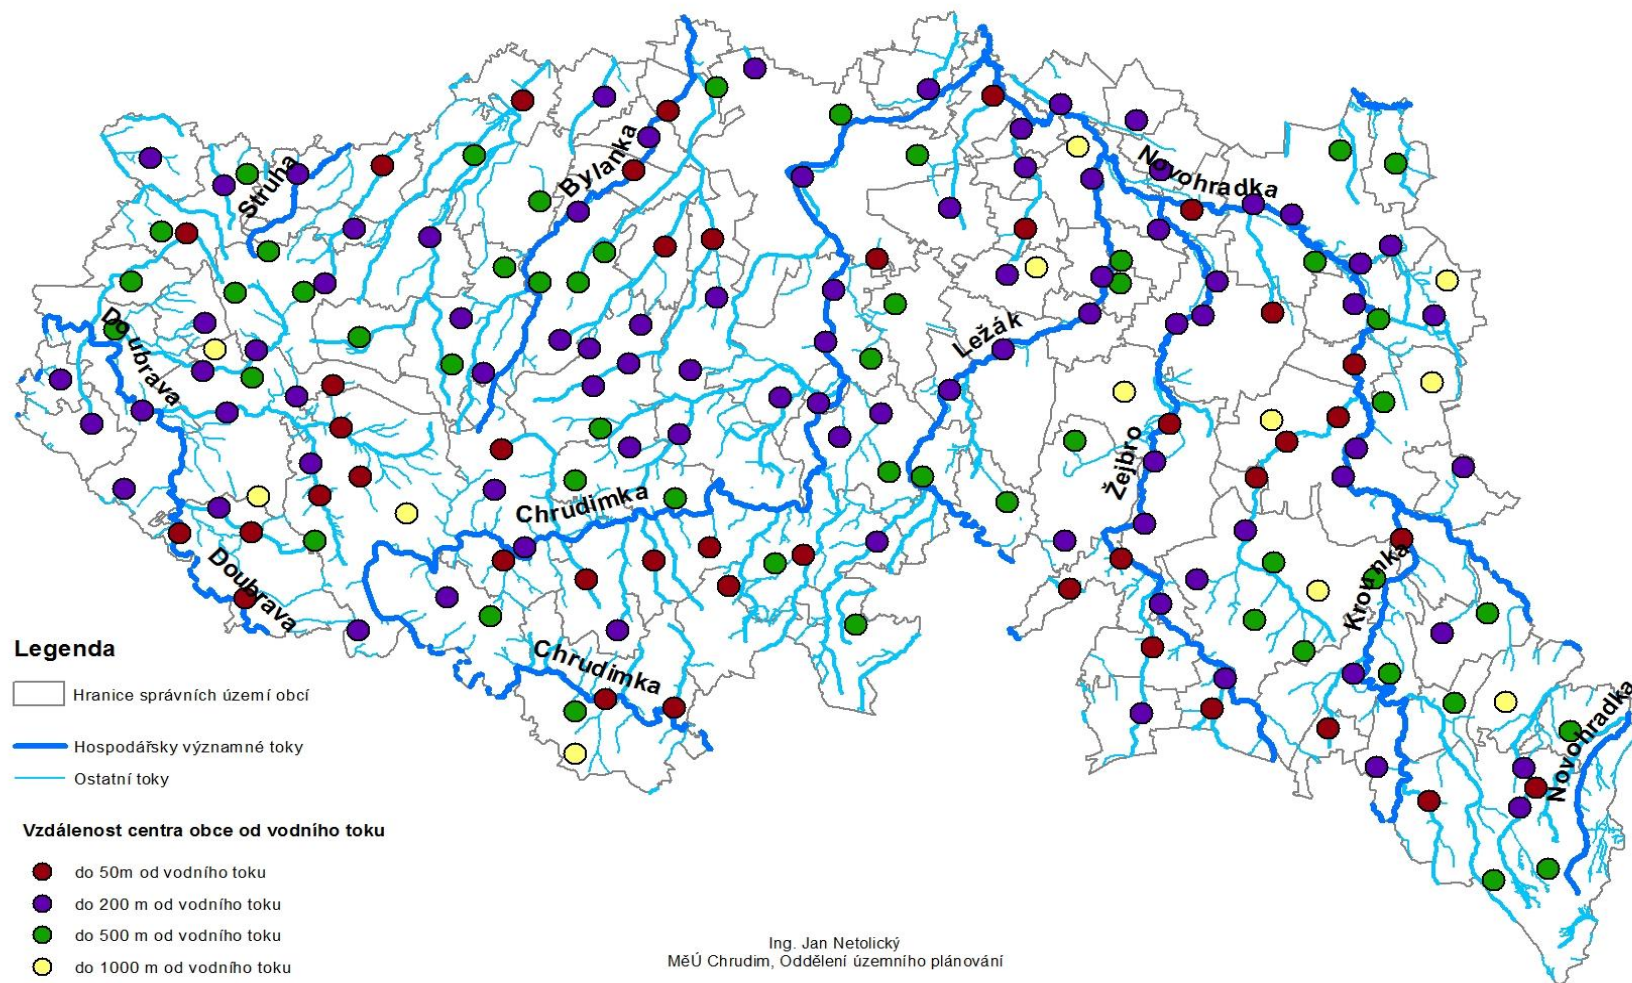 Struha
Bylanka
Novohradka
Doubrava
Ležák
Žejbro
Chrudimka
Doubrava
Krounka
Chrudimka
Novohradka
Legenda
Hranice správních území obcí
Hospodářsky významné toky
Ostatní toky
Vzdálenost centra obce od vodního toku
do 50m od vodního toku
do 200 m od vodního toku
do 500 m od vodního toku
do 1000 m od vodního toku
Ing. Jan Netolický
MěÚ Chrudim, Oddělení územního plánování